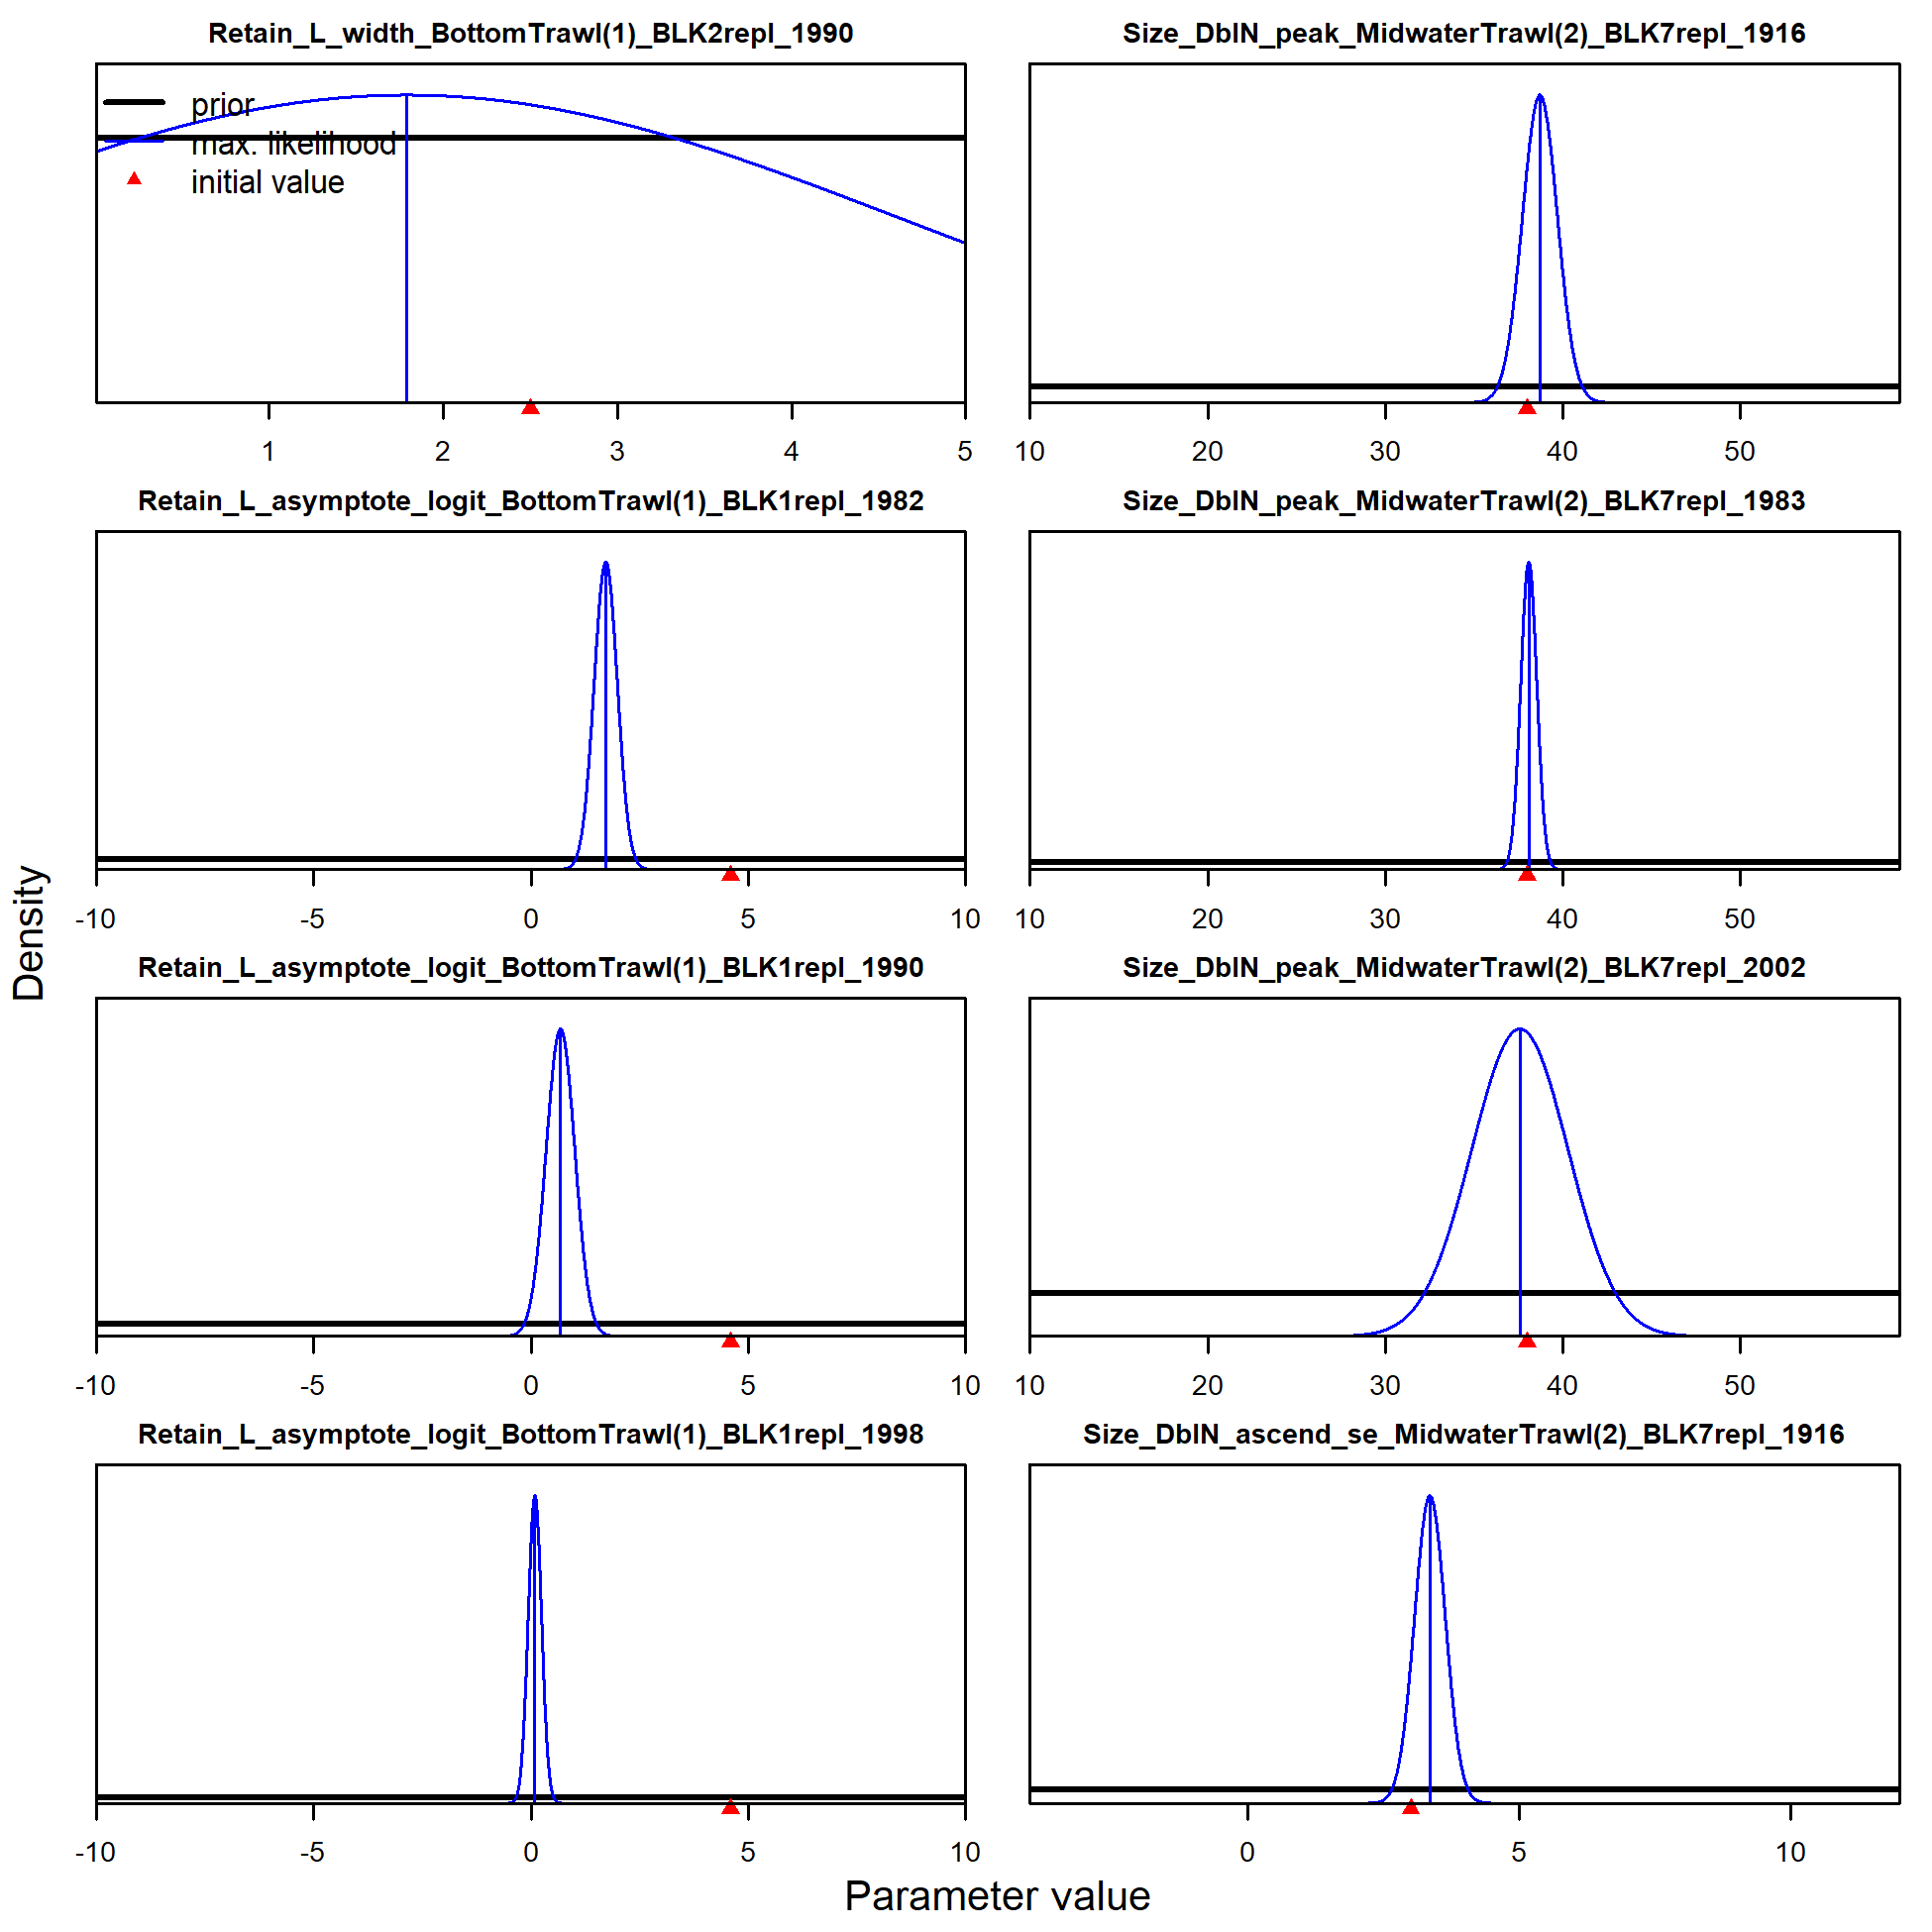 Retain_L_width_BottomTrawl(1)_BLK2repl_1990
prior
max. likelihood
initial value
1 2 3 4 5
Size_DblN_peak_MidwaterTrawl(2)_BLK7repl_1916
10 20 30 40 50
Retain_L_asymptote_logit_BottomTrawl(1)_BLK1repl_1982
-10 -5 0 5 10
Size_DblN_peak_MidwaterTrawl(2)_BLK7repl_1983
10 20 30 40 50
Density
Retain_L_asymptote_logit_BottomTrawl(1)_BLK1repl_1990
-10 -5 0 5 10
Size_DblN_peak_MidwaterTrawl(2)_BLK7repl_2002
10 20 30 40 50
Retain_L_asymptote_logit_BottomTrawl(1)_BLK1repl_1998
-10 -5 0 5 10
Size_DblN_ascend_se_MidwaterTrawl(2)_BLK7repl_1916
0 5 10
Parameter value